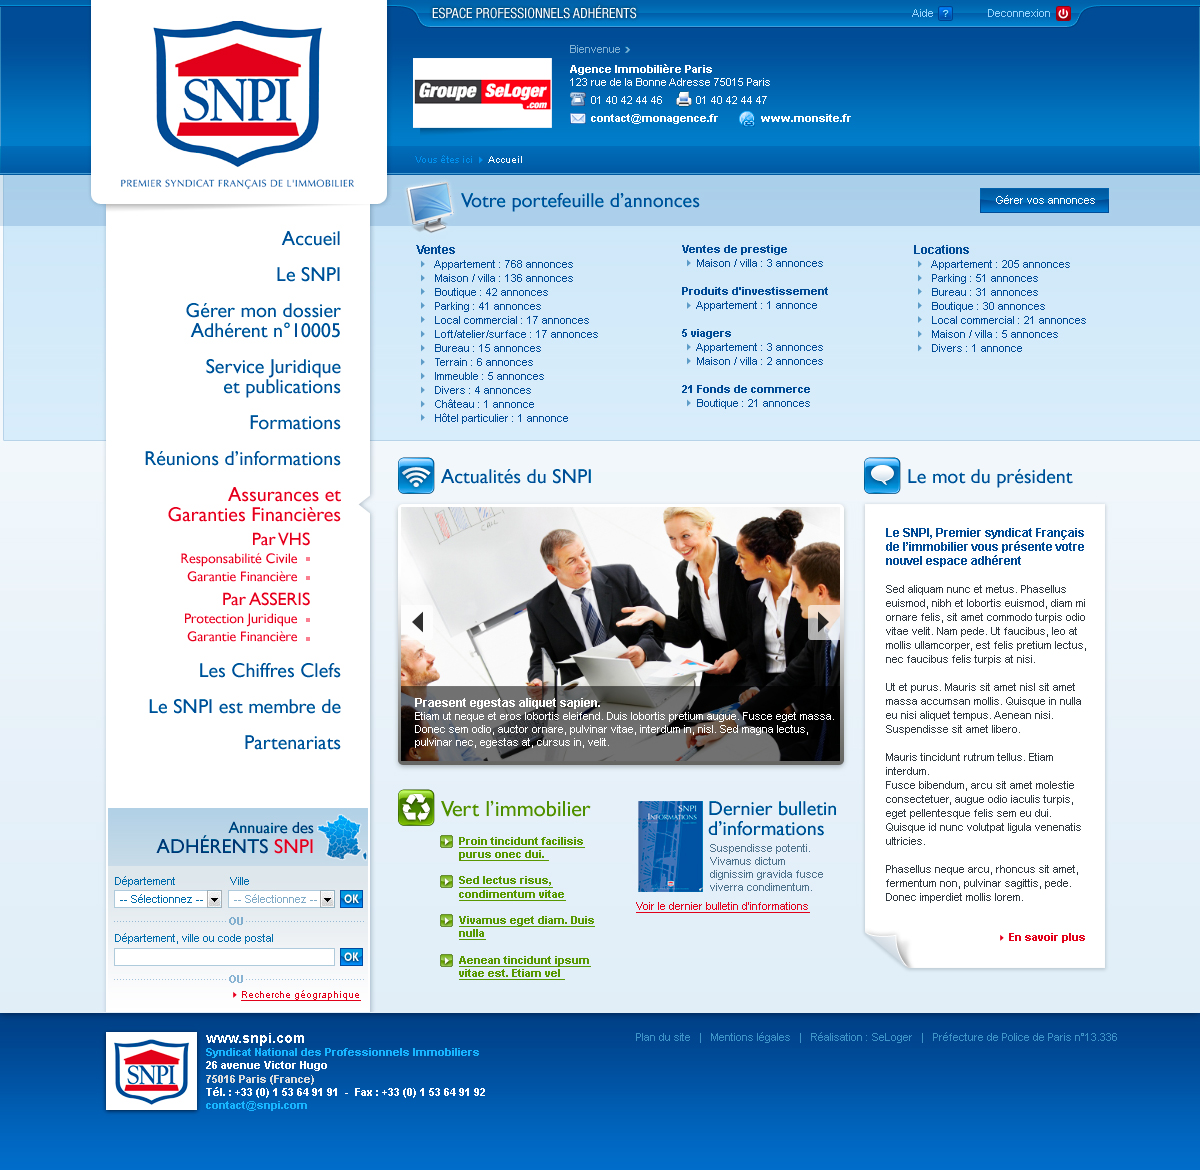 ESPACE PROFESSIONNELS ADHÉRENTS
Aide ?
Deconnexion
SNPI
PREMIER SYNDICAT FRANÇAIS DE L'IMMOBILIER
Groupe SeLoger.com
Bienvenue
Agence Immobilière Paris
123 rue de la Bonne Adresse 75015 Paris
01 40 42 44 46 01 40 42 44 47
contact@monagence.fr www.monsite.fr
Vous êtes ici Accueil
Accueil
Le SNPI
Gérer mon dossier
Adhérent n°10005
Service Juridique
et publications
Formations
Réunions d'informations
Assurances et
Garanties Financières
Par VHS
Responsabilité Civile
Garantie Financière
Par ASSERIS
Protection Juridique
Garantie Financière
Les Chiffres Clefs
Le SNPI est membre de
Partenariats
Annuaire des
ADHÉRENTS SNPI
Département Ville
-- Sélectionnez -- -- Sélectionnez -- OK
OU
Département, ville ou code postal
OK
OU
Recherche géographique
Votre portefeuille d'annonces
Gérer vos annonces
Ventes
Appartement : 768 annonces
Maison / villa : 136 annonces
Boutique : 42 annonces
Parking : 41 annonces
Local commercial : 17 annonces
Loft/atelier/surface : 17 annonces
Bureau : 15 annonces
Terrain : 6 annonces
Immeuble : 5 annonces
Divers : 4 annonces
Château : 1 annonce
Hôtel particulier : 1 annonce
Ventes de prestige
Maison / villa : 3 annonces
Produits d'investissement
Appartement : 1 annonce
5 viagers
Appartement : 3 annonces
Maison / villa : 2 annonces
21 Fonds de commerce
Boutique : 21 annonces
Locations
Appartement : 205 annonces
Parking : 51 annonces
Bureau : 31 annonces
Boutique : 30 annonces
Local commercial : 21 annonces
Maison / villa : 5 annonces
Divers : 1 annonce
Actualités du SNPI
Praesent egestas aliquet sapien.
Etiam ut neque et eros lobortis eleifend. Duis lobortis pretium augue. Fusce eget massa.
Donec sem odio, auctor ornare, pulvinar vitae, interdum in, nisl. Sed magna lectus,
pulvinar nec, egestas at, cursus in, velit.
Vert l'immobilier
Proin tincidunt facilisis
purus onec dui.
Sed lectus risus,
condimentum vitae
Vivamus eget diam. Duis
nulla
Aenean tincidunt ipsum
vitae est. Etiam vel
SNPI
INFORMATIONS
Dernier bulletin
d'informations
Suspendisse potenti.
Vivamus dictum
dignissim gravida fusce
viverra condimentum.
Voir le dernier bulletin d'informations
Le mot du président
Le SNPI, Premier syndicat Français
de l'immobilier vous présente votre
nouvel espace adhérent
Sed aliquam nunc et metus. Phasellus
euismod, nibh et lobortis euismod, diam mi
ornare felis, sit amet commodo turpis odio
vitae velit. Nam pede. Ut faucibus, leo at
mollis ullamcorper, est felis pretium lectus,
nec faucibus felis turpis at nisi.
Ut et purus. Mauris sit amet nisl sit amet
massa accumsan mollis. Quisque in nulla
eu nisi aliquet tempus. Aenean nisi.
Suspendisse sit amet libero.
Mauris tincidunt rutrum tellus. Etiam
interdum.
Fusce bibendum, arcu sit amet molestie
consectetuer, augue odio iaculis turpis,
eget pellentesque felis sem eu dui.
Quisque id nunc volutpat ligula venenatis
ultricies.
Phasellus neque arcu, rhoncus sit amet,
fermentum non, pulvinar sagittis, pede.
Donec imperdiet mollis lorem.
En savoir plus
SNPI
www.snpi.com
Syndicat National des Professionnels Immobiliers
26 avenue Victor Hugo
75016 Paris (France)
Tél. : +33 (0) 1 53 64 91 91 - Fax : +33 (0) 1 53 64 91 92
contact@snpi.com
Plan du site | Mentions légales | Réalisation : SeLoger | Préfecture de Police de Paris n°13.336